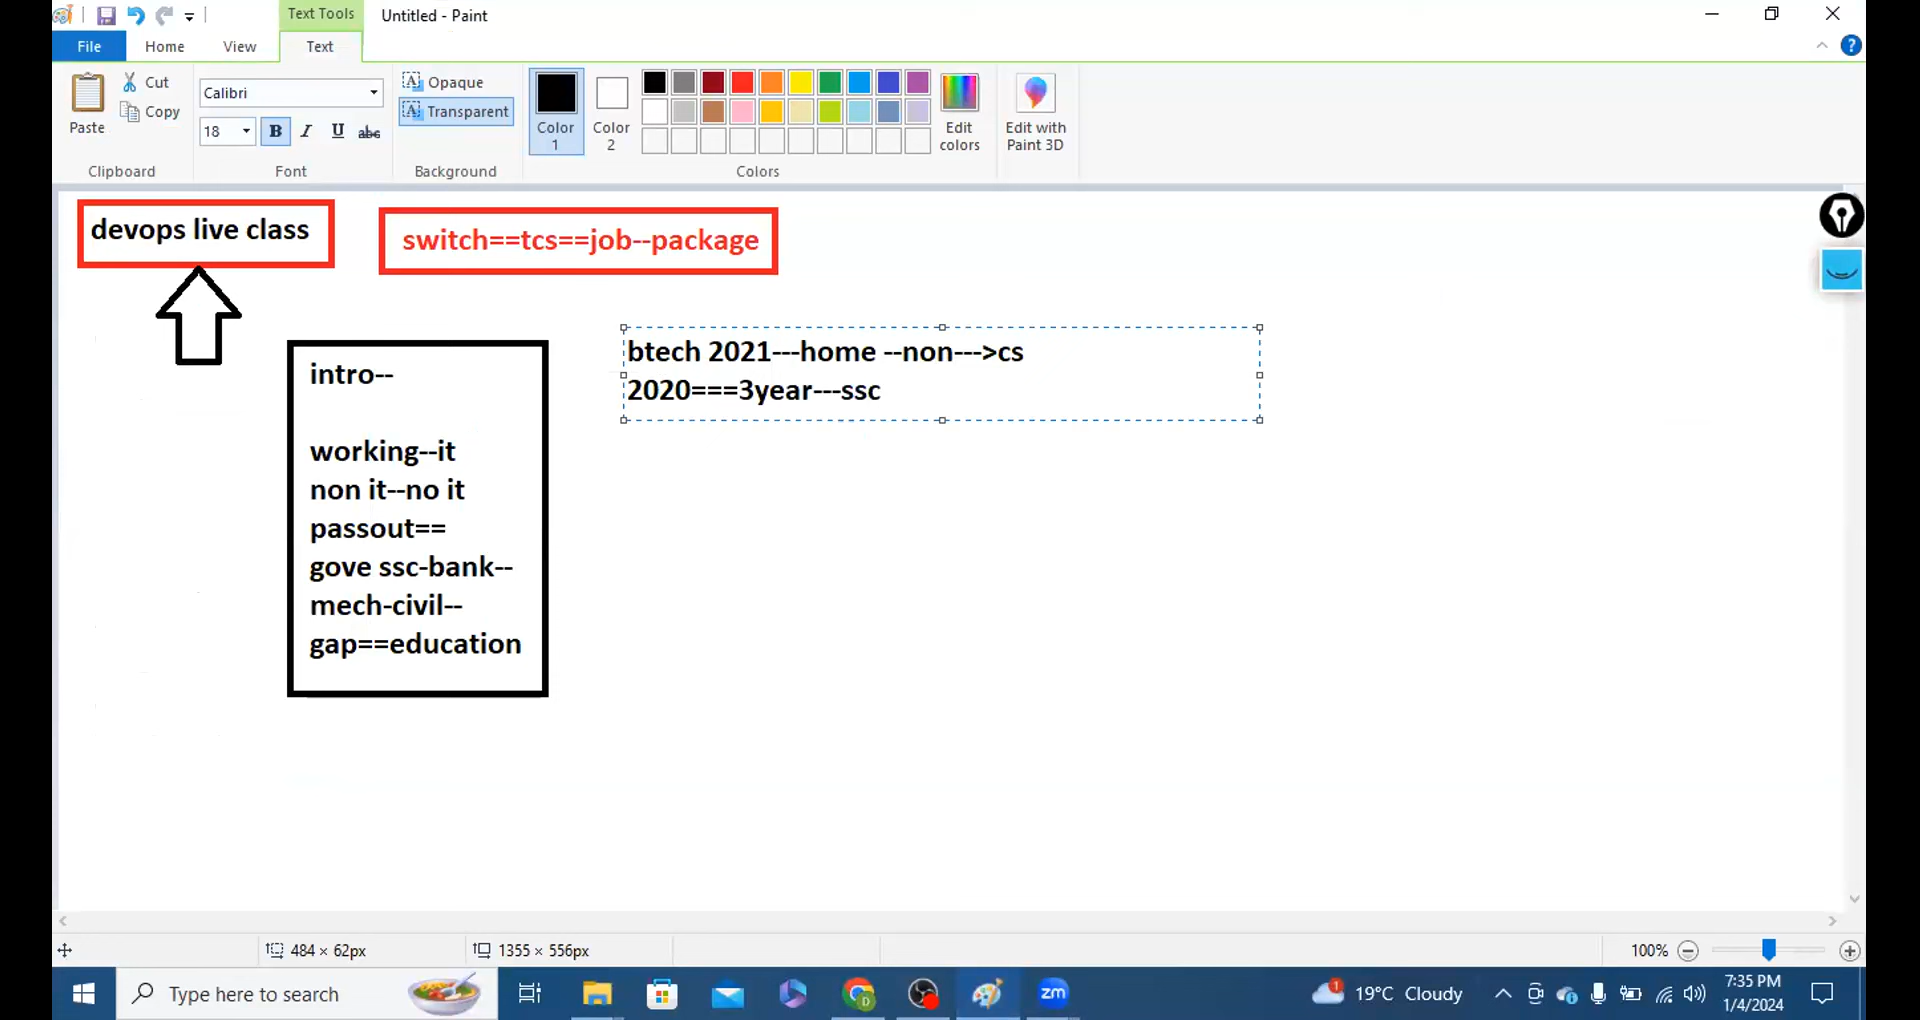 Text Tools
Untitled - Paint
File
Home
View
Text
Paste
Cut
Copy
Clipboard
Calibri
18
B
I
U
abc
Font
A Opaque
A Transparent
Background
Color
1
Color
2
Edit
colors
Edit with
Paint 3D
Colors
devops live class
switch==tcs==job--package
intro--
working--it
non it--no it
passout==
gove ssc-bank--
mech-civil--
gap==education
btech 2021---home --non--->cs
2020===3year---ssc
484 × 62px
1355 × 556px
100%
Type here to search
D
zm
1
19°C Cloudy
7:35 PM
1/4/2024